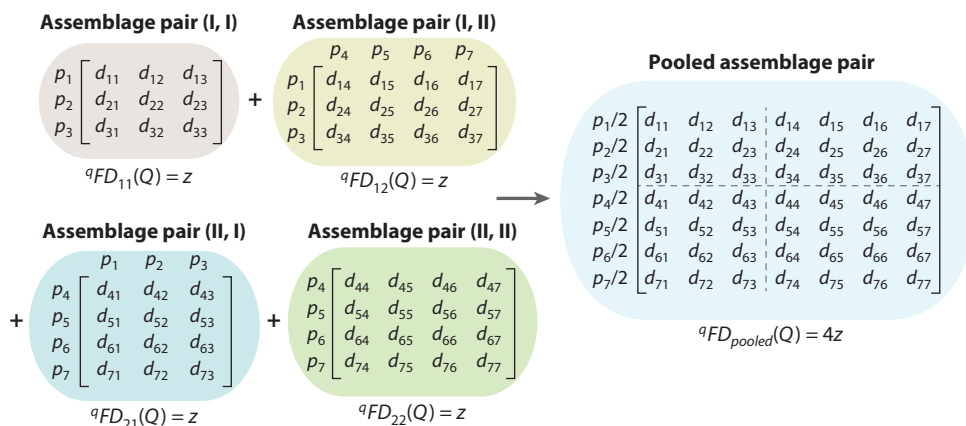 Assemblage pair (I, I)
p₁ d₁₁ d₁₂ d₁₃
p₂ d₂₁ d₂₂ d₂₃
p₃ d₃₁ d₃₂ d₃₃
qFD₁₁(Q) = z
+
Assemblage pair (I, II)
p₄ p₅ p₆ p₇
p₁ d₁₄ d₁₅ d₁₆ d₁₇
p₂ d₂₄ d₂₅ d₂₆ d₂₇
p₃ d₃₄ d₃₅ d₃₆ d₃₇
qFD₁₂(Q) = z
+
Assemblage pair (II, I)
p₁ p₂ p₃
p₄ d₄₁ d₄₂ d₄₃
p₅ d₅₁ d₅₂ d₅₃
p₆ d₆₁ d₆₂ d₆₃
p₇ d₇₁ d₇₂ d₇₃
qFD₂₁(Q) = z
+
Assemblage pair (II, II)
p₄ d₄₄ d₄₅ d₄₆ d₄₇
p₅ d₅₄ d₅₅ d₅₆ d₅₇
p₆ d₆₄ d₆₅ d₆₆ d₆₇
p₇ d₇₄ d₇₅ d₇₆ d₇₇
qFD₂₂(Q) = z
Pooled assemblage pair
p₁/2 d₁₁ d₁₂ d₁₃ d₁₄ d₁₅ d₁₆ d₁₇
p₂/2 d₂₁ d₂₂ d₂₃ d₂₄ d₂₅ d₂₆ d₂₇
p₃/2 d₃₁ d₃₂ d₃₃ d₃₄ d₃₅ d₃₆ d₃₇
p₄/2 d₄₁ d₄₂ d₄₃ d₄₄ d₄₅ d₄₆ d₄₇
p₅/2 d₅₁ d₅₂ d₅₃ d₅₄ d₅₅ d₅₆ d₅₇
p₆/2 d₆₁ d₆₂ d₆₃ d₆₄ d₆₅ d₆₆ d₆₇
p₇/2 d₇₁ d₇₂ d₇₃ d₇₄ d₇₅ d₇₆ d₇₇
qFDpooled(Q) = 4z